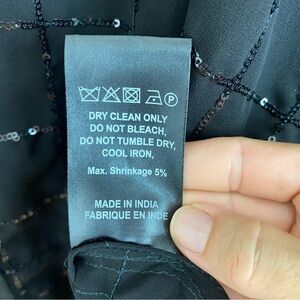 DRY CLEAN ONLY
DO NOT BLEACH,
DO NOT TUMBLE DRY,
COOL IRON,
Max. Shrinkage 5%
MADE IN INDIA
FABRIQUE EN INDE